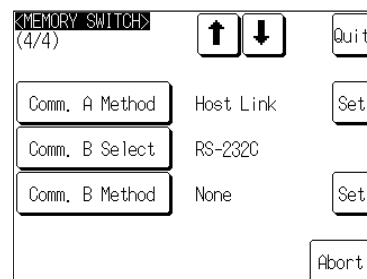 <MEMORY SWITCH>
(4/4)
Quit
Comm. A Method Host Link Set
Comm. B Select RS-232C
Comm. B Method None Set
Abort